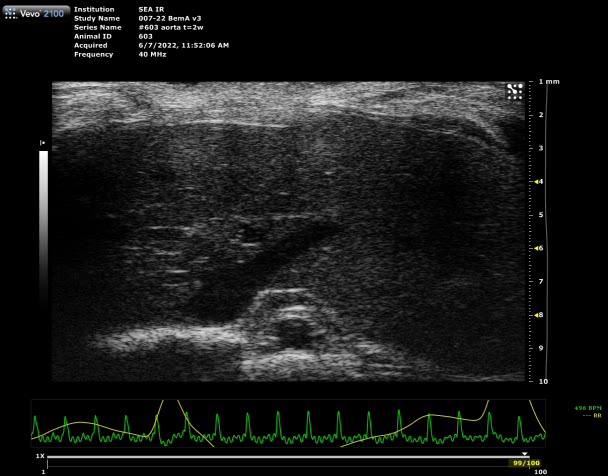 Vevo 2100
Institution SEA IR
Study Name 007-22 BemA v3
Series Name #603 aorta t=2w
Animal ID 603
Acquired 6/7/2022, 11:52:06 AM
Frequency 40 MHz
1 mm
2
3
4
5
6
7
8
9
10
496 BPM
--- RR
1X
99/100
1
100